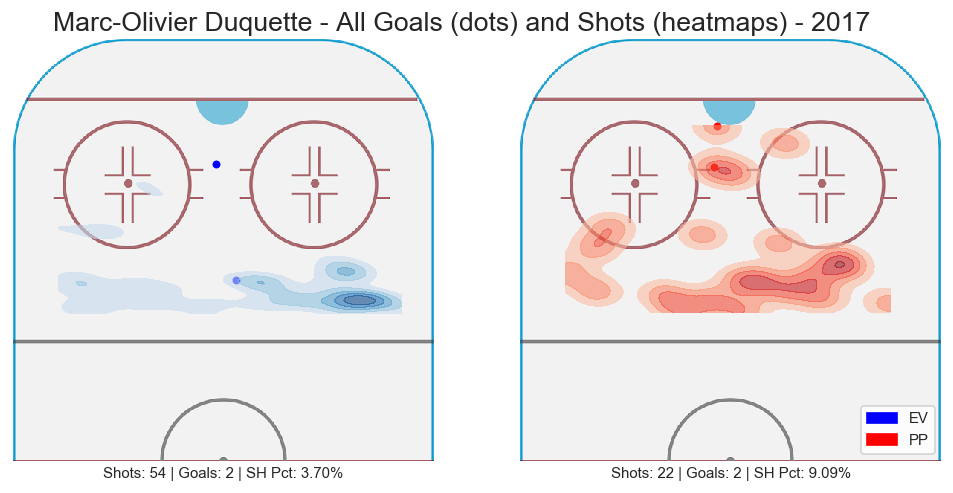 Marc-Olivier Duquette - All Goals (dots) and Shots (heatmaps) - 2017
EV
PP
Shots: 54 | Goals: 2 | SH Pct: 3.70%
Shots: 22 | Goals: 2 | SH Pct: 9.09%